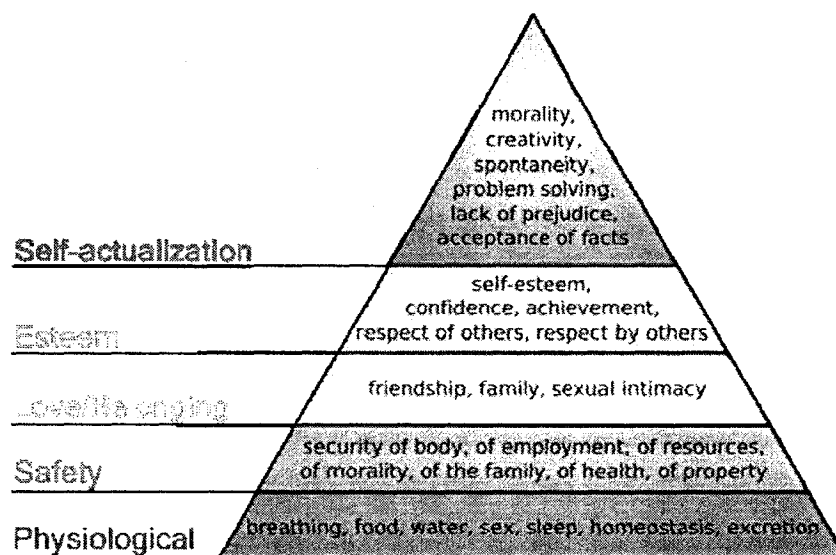 morality,
creativity,
spontaneity,
problem solving,
lack of prejudice,
acceptance of facts
Self-actualization
self-esteem,
confidence, achievement,
respect of others, respect by others
Esteem
friendship, family, sexual intimacy
Love/Belonging
security of body, of employment, of resources,
of morality, of the family, of health, of property
Safety
breathing, food, water, sex, sleep, homeostasis, excretion
Physiological